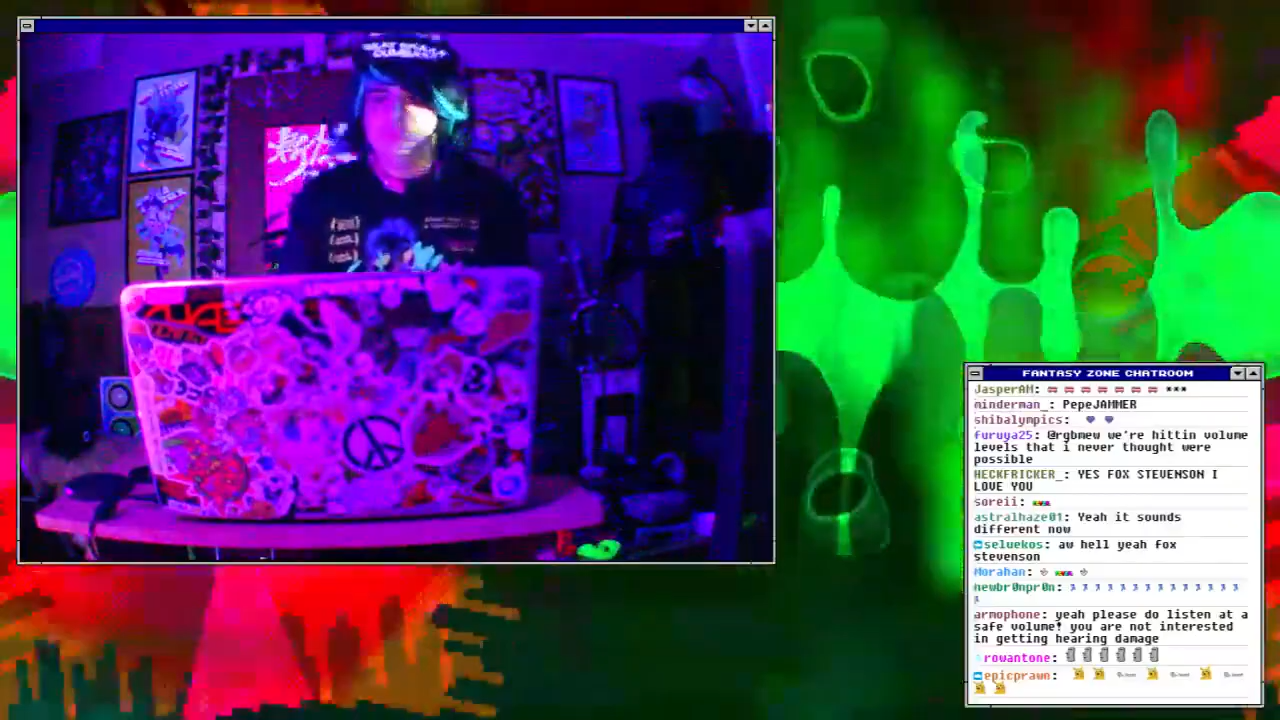 FANTASY ZONE CHATROOM
JasperAM: ***
minderman_: PepeJAMMER
shibalympics:
furuya25: @rgbmew we're hittin volume
levels that i never thought were
possible
HECKFRICKER_: YES FOX STEVENSON I
LOVE YOU
soreii:
astralhaze01: Yeah it sounds
different now
seluekos: aw hell yeah fox
stevenson
Morahan:
newbr0npr0n:
armophone: yeah please do listen at a
safe volume! you are not interested
in getting hearing damage
rowantone:
epicprawn: